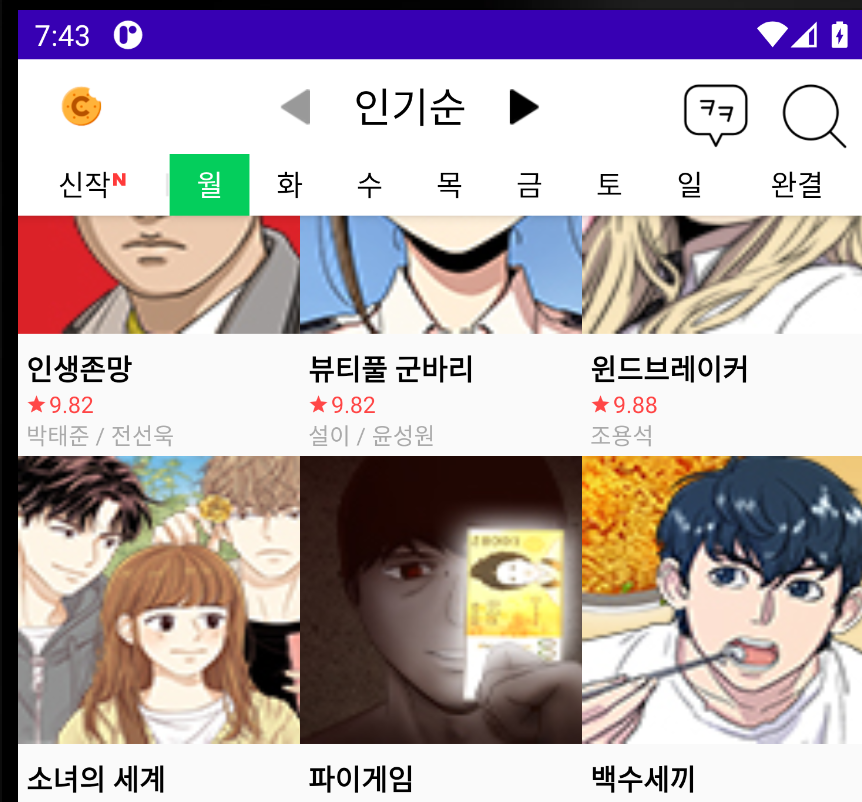 7:43
C
인기순
ㅋㅋ
신작N 월 화 수 목 금 토 일 완결
인생존망 뷰티풀 군바리 윈드브레이커
★9.82 ★9.82 ★9.88
박태준 / 전선욱 설이 / 윤성원 조용석
소녀의 세계 파이게임 백수세끼